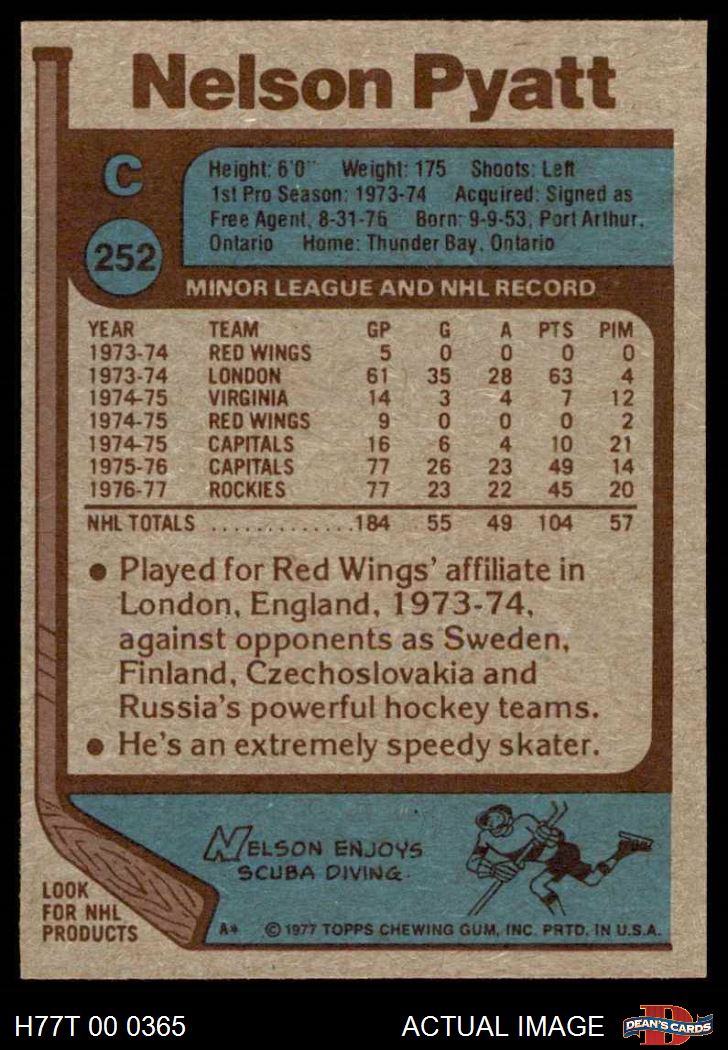 Nelson Pyatt
C
252
Height: 6'0" Weight: 175 Shoots: Left
1st Pro Season: 1973-74 Acquired: Signed as
Free Agent, 8-31-76 Born: 9-9-53, Port Arthur,
Ontario Home: Thunder Bay, Ontario
MINOR LEAGUE AND NHL RECORD
YEAR TEAM GP G A PTS PIM
1973-74 RED WINGS 5 0 0 0 0
1973-74 LONDON 61 35 28 63 4
1974-75 VIRGINIA 14 3 4 7 12
1974-75 RED WINGS 9 0 0 0 2
1974-75 CAPITALS 16 6 4 10 21
1975-76 CAPITALS 77 26 23 49 14
1976-77 ROCKIES 77 23 22 45 20
NHL TOTALS ............. 184 55 49 104 57
● Played for Red Wings' affiliate in
London, England, 1973-74,
against opponents as Sweden,
Finland, Czechoslovakia and
Russia's powerful hockey teams.
● He's an extremely speedy skater.
NELSON ENJOYS
SCUBA DIVING.
LOOK
FOR NHL
PRODUCTS
A* © 1977 TOPPS CHEWING GUM, INC. PRTD. IN U.S.A.
H77T 00 0365 ACTUAL IMAGE D DEAN'S CARDS